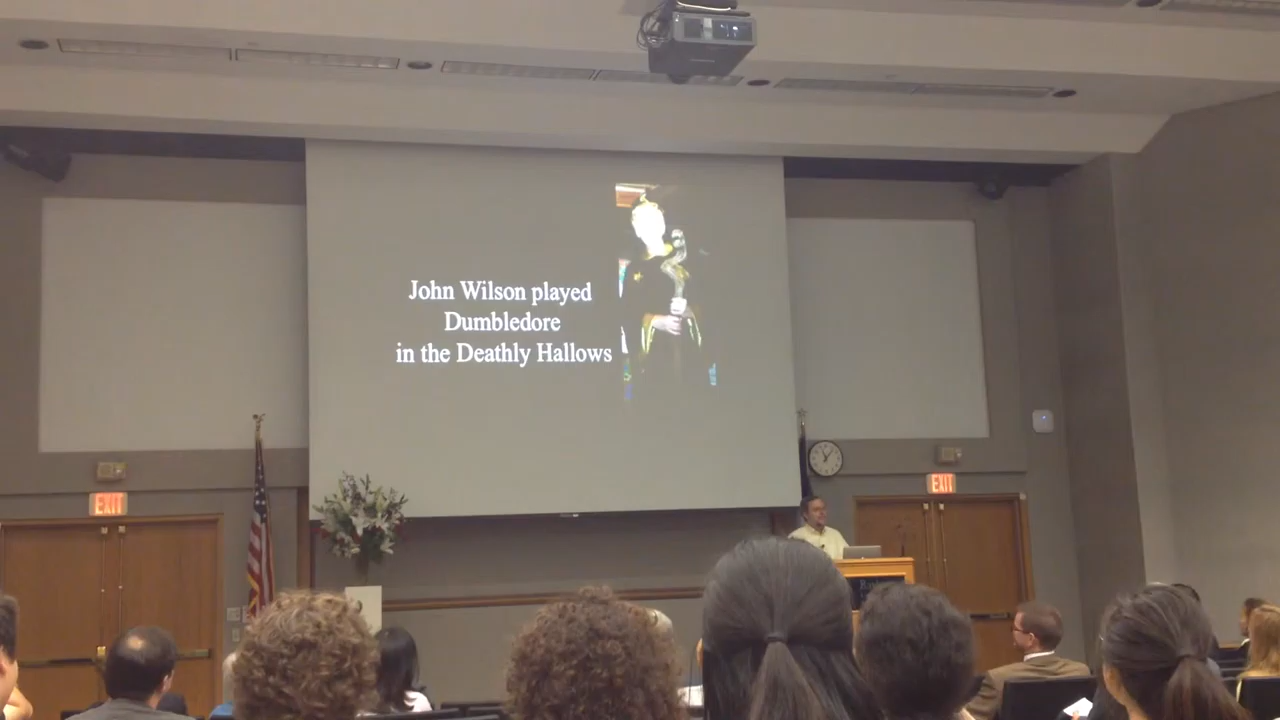 John Wilson played
Dumbledore
in the Deathly Hallows
EXIT
EXIT